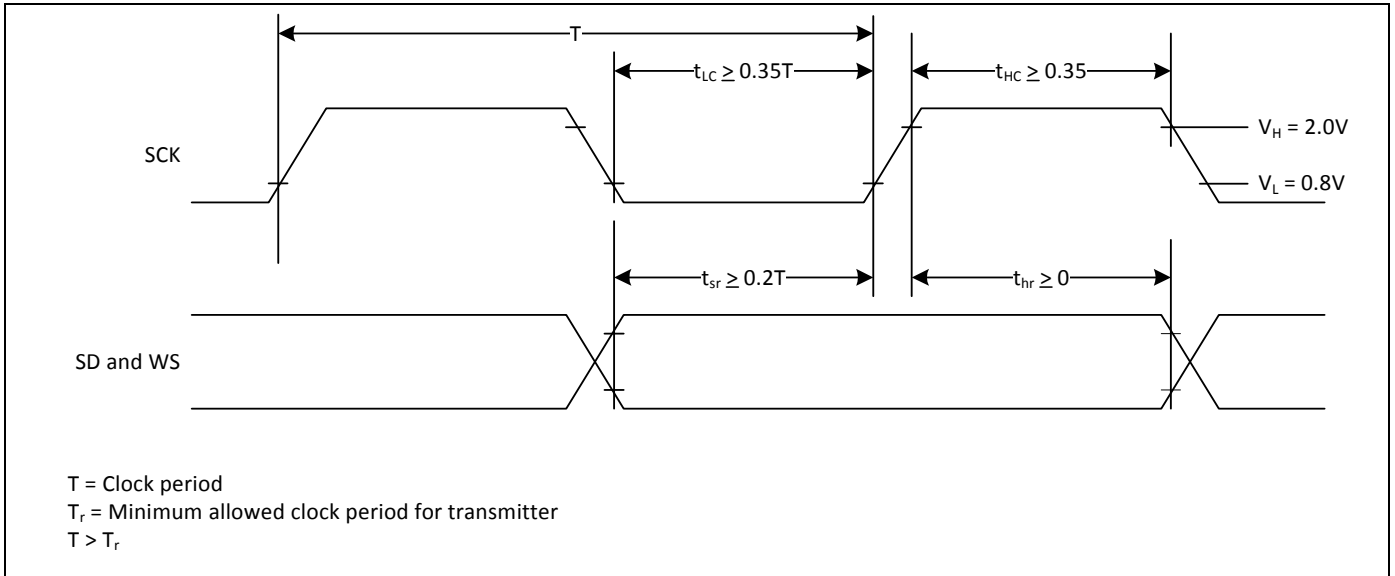 T
t_LC ≥ 0.35T
t_HC ≥ 0.35
SCK
V_H = 2.0V
V_L = 0.8V
t_sr ≥ 0.2T
t_hr ≥ 0
SD and WS
T = Clock period
T_r = Minimum allowed clock period for transmitter
T > T_r